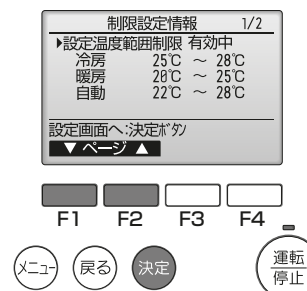 制限設定情報 1/2
▶設定温度範囲制限 有効中
冷房 25℃ ～ 28℃
暖房 20℃ ～ 25℃
自動 22℃ ～ 28℃
設定画面へ:決定ﾎﾞﾀﾝ
▼ ページ ▲
F1 F2 F3 F4
メニュー 戻る 決定 運転
停止